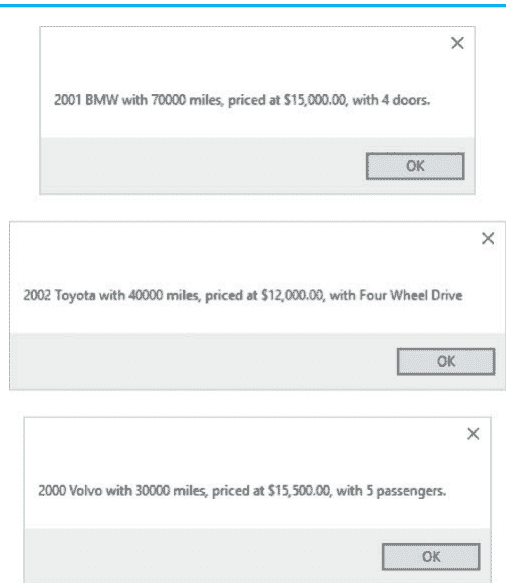 2001 BMW with 70000 miles, priced at $15,000.00, with 4 doors.
OK
2002 Toyota with 40000 miles, priced at $12,000.00, with Four Wheel Drive
OK
2000 Volvo with 30000 miles, priced at $15,500.00, with 5 passengers.
OK